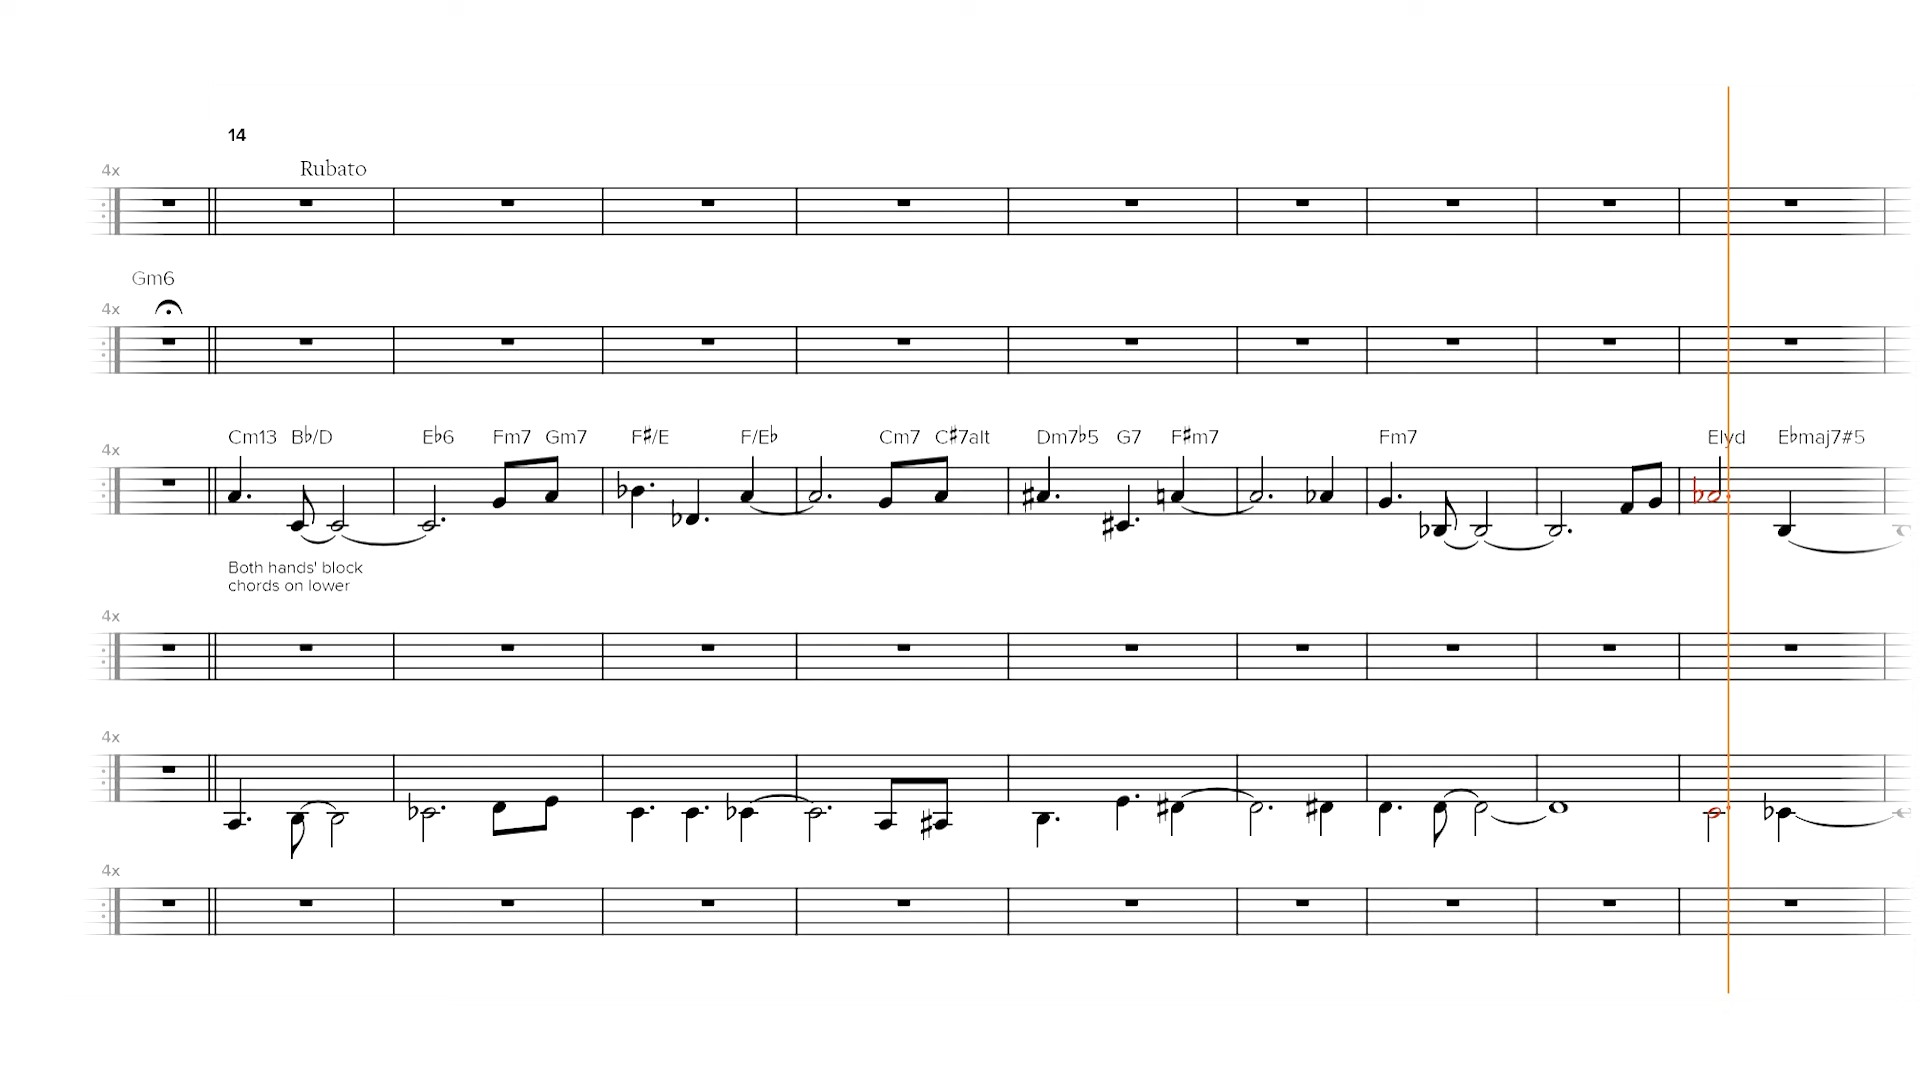 14
4x Rubato
Gm6
4x
4x Cm13 B♭/D E♭6 Fm7 Gm7 F♯/E F/E♭ Cm7 C♯7alt Dm7♭5 G7 F♯m7 Fm7 Elyd E♭maj7#5
Both hands' block
chords on lower
4x
4x
4x